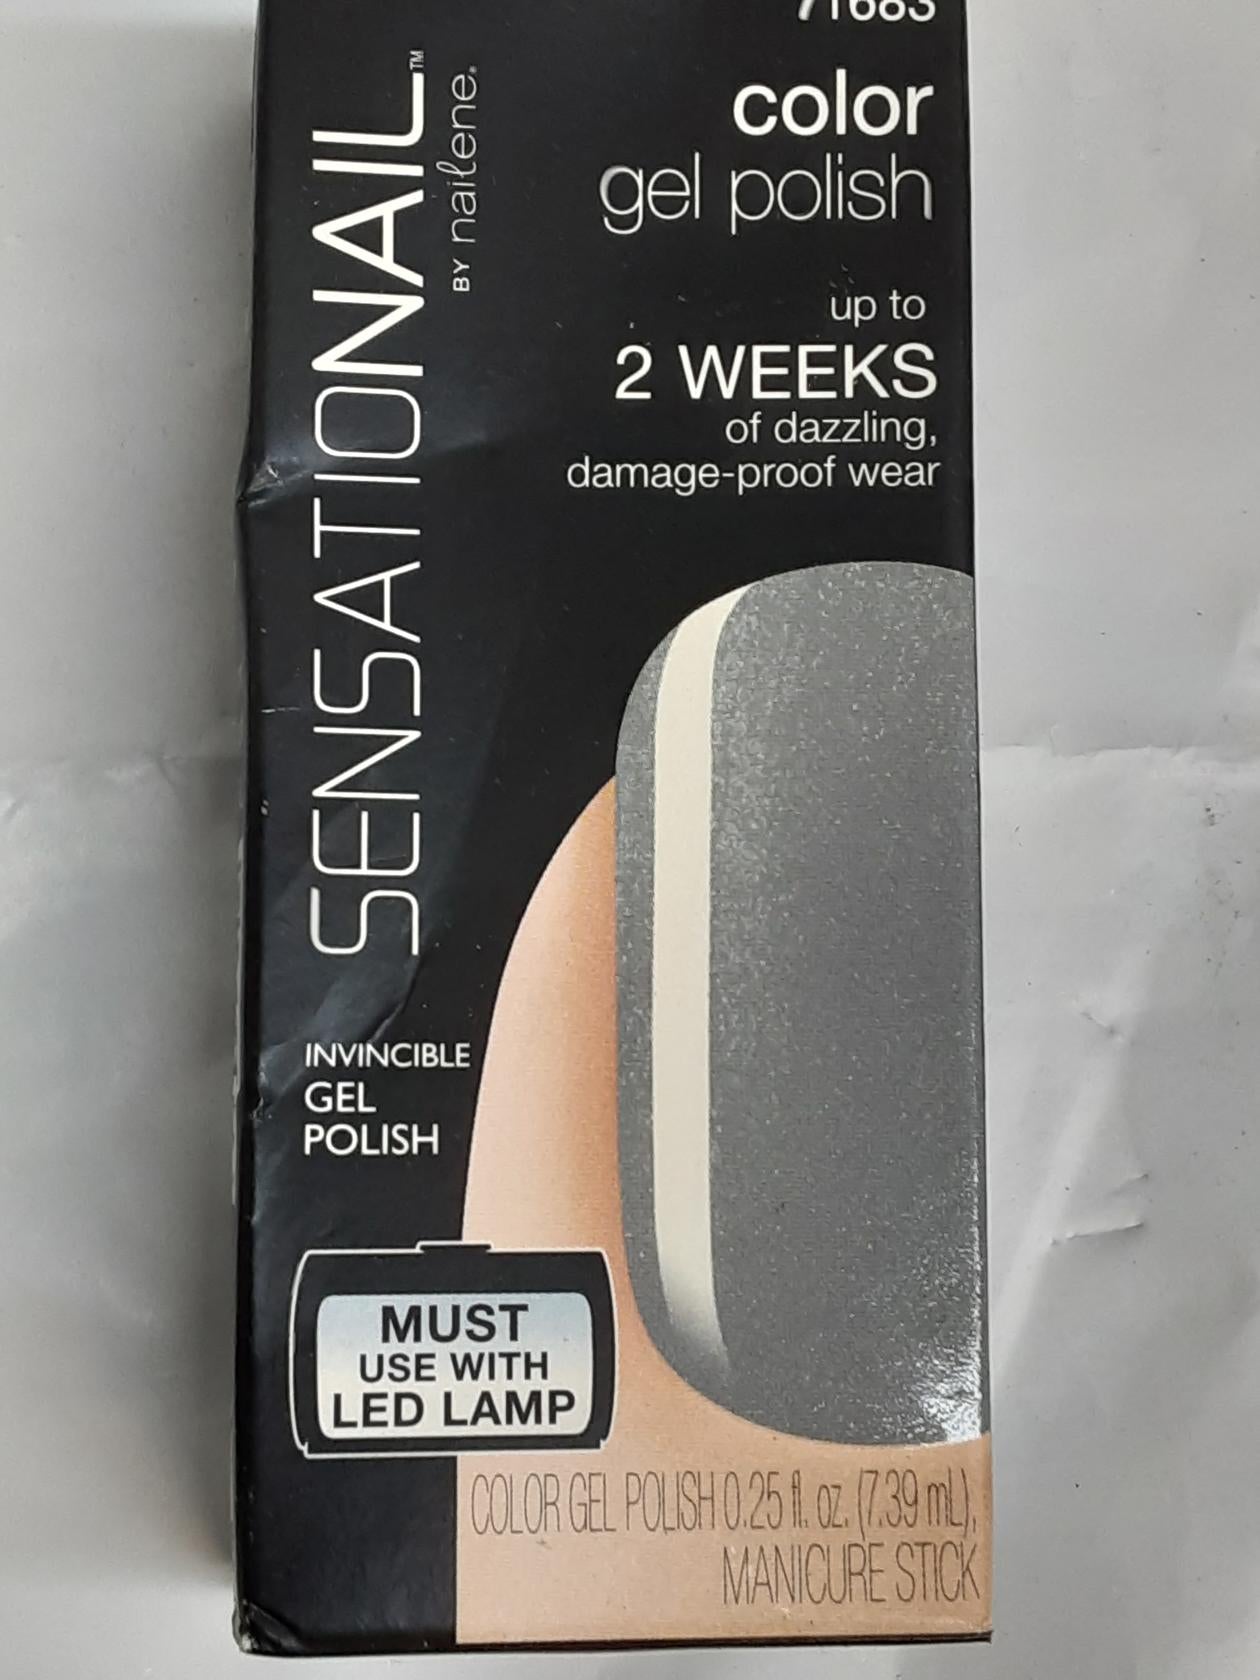 71683
color
gel polish
up to
2 WEEKS
of dazzling,
damage-proof wear
SENSATIONAIL™
BY nailene®
INVINCIBLE
GEL
POLISH
MUST
USE WITH
LED LAMP
COLOR GEL POLISH 0.25 fl. oz. (7.39 mL),
MANICURE STICK